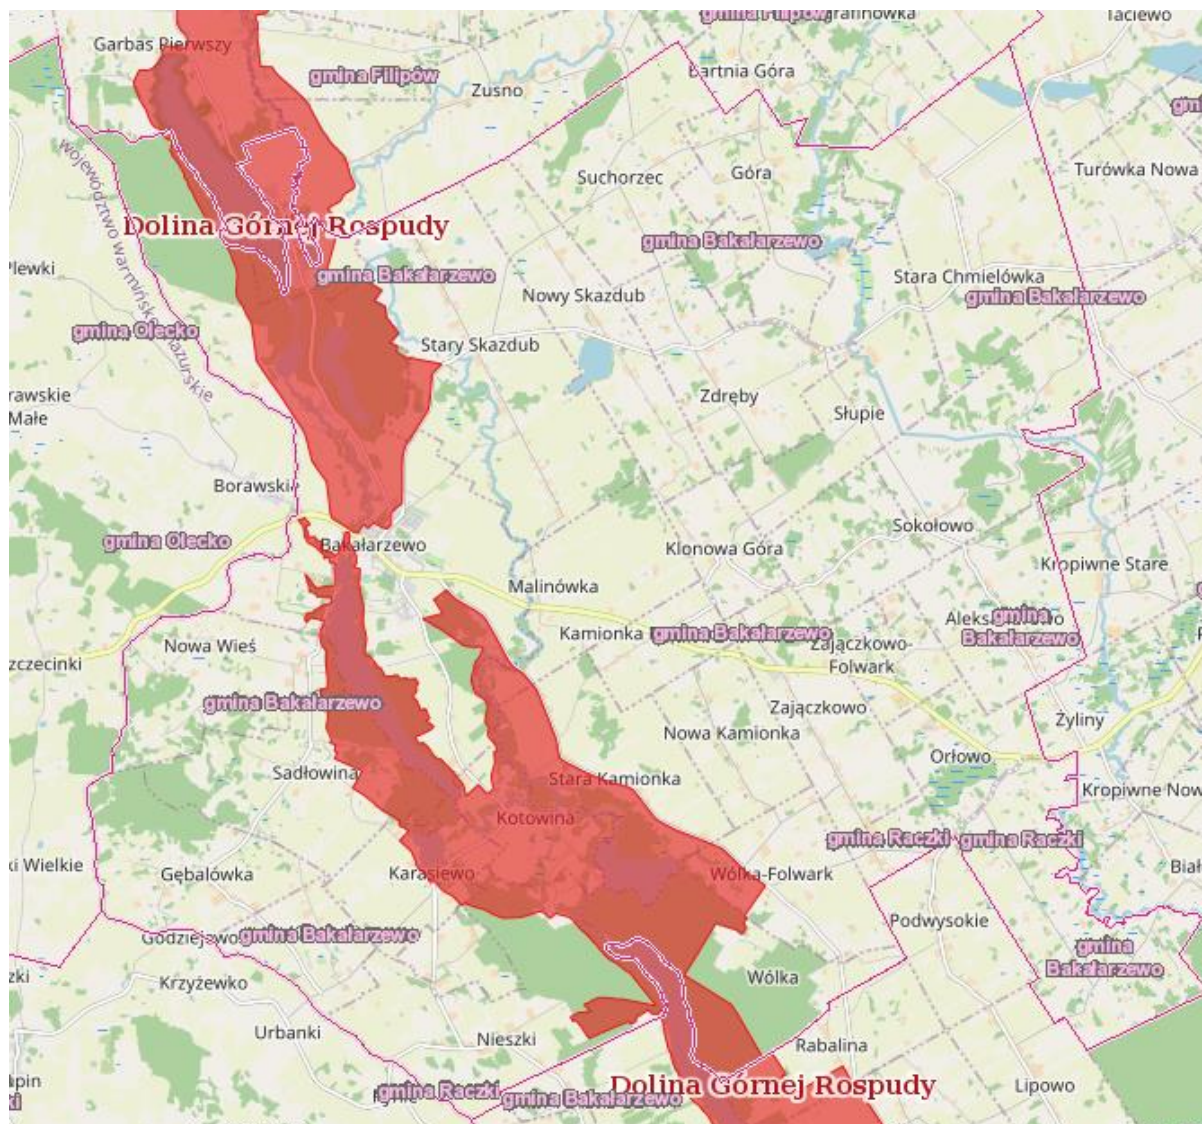 gmina Filipów
Taciewo
Garbas Pierwszy
gmina Filipów
Bartnia Góra
Zusno
Suchorzec
Góra
Turówka Nowa
województwo warmińsko-mazurskie
Dolina Górnej Rospudy
gmina Bakałarzewo
Plewki
gmina Bakałarzewo
Stara Chmielówka
Nowy Skazdub
gmina Bakałarzewo
gmina Olecko
Stary Skazdub
Małe
Zdręby
Słupie
Borawskie
Sokołowo
gmina Olecko
Bakałarzewo
Klonowa Góra
Kropiwne Stare
Malinówka
gmina
Bakałarzewo
Kamionka
gmina Bakałarzewo
Nowa Wieś
Zajączkowo-
Folwark
gmina Bakałarzewo
Zajączkowo
Żyliny
Nowa Kamionka
Orłowo
Sadłowina
Stara Kamionka
Kropiwne Now
Kotowina
gmina Raczki
gmina Raczki
ki Wielkie
Gębalówka
Karasiewo
Wólka-Folwark
Podwysokie
Godziejewo
gmina Bakałarzewo
gmina
Bakałarzewo
Krzyżewko
Wólka
Urbanki
Nieszki
Rabalina
gmina Raczki
gmina Bakałarzewo
Dolina Górnej Rospudy
Lipowo